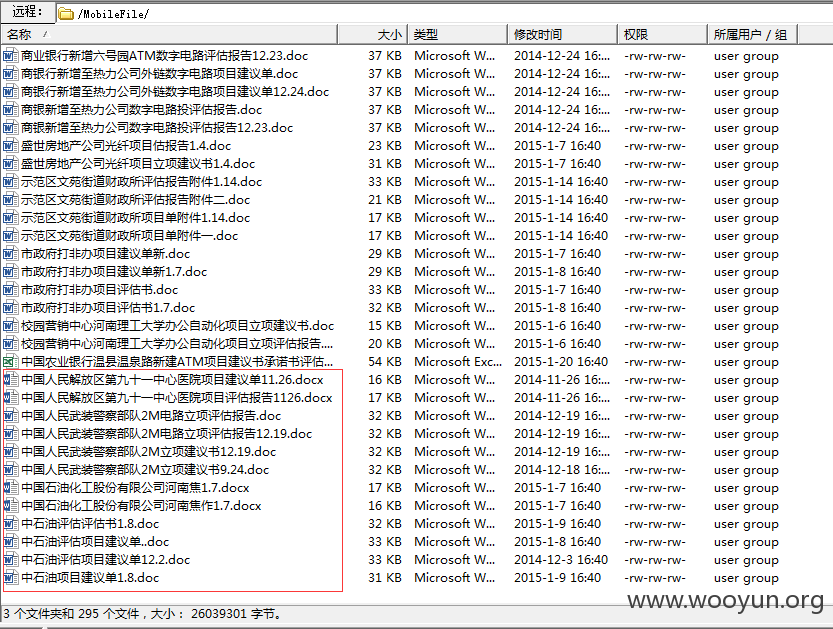 远程： /MobileFile/
名称 大小 类型 修改时间 权限 所属用户 / 组
商业银行新增六号园ATM数字电路评估报告12.23.doc 37 KB Microsoft W... 2014-12-24 16:... -rw-rw-rw- user group
商银行新增至热力公司外链数字电路项目建议单.doc 37 KB Microsoft W... 2014-12-24 16:... -rw-rw-rw- user group
商银行新增至热力公司外链数字电路项目建议单12.24.doc 37 KB Microsoft W... 2014-12-24 16:... -rw-rw-rw- user group
商银新增至热力公司数字电路投评估报告.doc 37 KB Microsoft W... 2014-12-24 16:... -rw-rw-rw- user group
商银新增至热力公司数字电路投评估报告12.23.doc 37 KB Microsoft W... 2014-12-24 16:... -rw-rw-rw- user group
盛世房地产公司光纤项目估报告1.4.doc 23 KB Microsoft W... 2015-1-7 16:40 -rw-rw-rw- user group
盛世房地产公司光纤项目立项建议书1.4.doc 31 KB Microsoft W... 2015-1-7 16:40 -rw-rw-rw- user group
示范区文苑街道财政所评估报告附件1.14.doc 33 KB Microsoft W... 2015-1-14 16:40 -rw-rw-rw- user group
示范区文苑街道财政所评估报告附件二.doc 21 KB Microsoft W... 2015-1-14 16:40 -rw-rw-rw- user group
示范区文苑街道财政所项目单附件1.14.doc 17 KB Microsoft W... 2015-1-14 16:40 -rw-rw-rw- user group
示范区文苑街道财政所项目单附件一.doc 17 KB Microsoft W... 2015-1-14 16:40 -rw-rw-rw- user group
市政府打非办项目建议单新.doc 29 KB Microsoft W... 2015-1-7 16:40 -rw-rw-rw- user group
市政府打非办项目建议单新1.7.doc 29 KB Microsoft W... 2015-1-8 16:40 -rw-rw-rw- user group
市政府打非办项目评估书.doc 33 KB Microsoft W... 2015-1-7 16:40 -rw-rw-rw- user group
市政府打非办项目评估书1.7.doc 32 KB Microsoft W... 2015-1-8 16:40 -rw-rw-rw- user group
校园营销中心河南理工大学办公自动化项目立项建议书.doc 15 KB Microsoft W... 2015-1-6 16:40 -rw-rw-rw- user group
校园营销中心河南理工大学办公自动化项目立项评估报告.... 20 KB Microsoft W... 2015-1-6 16:40 -rw-rw-rw- user group
中国农业银行温县温泉路新建ATM项目建议书承诺书评估... 54 KB Microsoft Exc... 2015-1-20 16:40 -rw-rw-rw- user group
中国人民解放区第九十一中心医院项目建议单11.26.docx 16 KB Microsoft W... 2014-11-26 16:... -rw-rw-rw- user group
中国人民解放区第九十一中心医院项目评估报告1126.docx 17 KB Microsoft W... 2014-11-26 16:... -rw-rw-rw- user group
中国人民武装警察部队2M电路立项评估报告.doc 32 KB Microsoft W... 2014-12-19 16:... -rw-rw-rw- user group
中国人民武装警察部队2M电路立项评估报告12.19.doc 32 KB Microsoft W... 2014-12-19 16:... -rw-rw-rw- user group
中国人民武装警察部队2M立项建议书12.19.doc 32 KB Microsoft W... 2014-12-19 16:... -rw-rw-rw- user group
中国人民武装警察部队2M立项建议书9.24.doc 32 KB Microsoft W... 2014-12-18 16:... -rw-rw-rw- user group
中国石油化工股份有限公司河南焦1.7.docx 17 KB Microsoft W... 2015-1-7 16:40 -rw-rw-rw- user group
中国石油化工股份有限公司河南焦作1.7.docx 16 KB Microsoft W... 2015-1-7 16:40 -rw-rw-rw- user group
中石油评估评估书1.8.doc 32 KB Microsoft W... 2015-1-9 16:40 -rw-rw-rw- user group
中石油评估项目建议单..doc 33 KB Microsoft W... 2015-1-8 16:40 -rw-rw-rw- user group
中石油评估项目建议单12.2.doc 33 KB Microsoft W... 2014-12-3 16:40 -rw-rw-rw- user group
中石油项目建议单1.8.doc 31 KB Microsoft W... 2015-1-9 16:40 -rw-rw-rw- user group
www.wooyun.org
3 个文件夹和 295 个文件，大小： 26039301 字节。